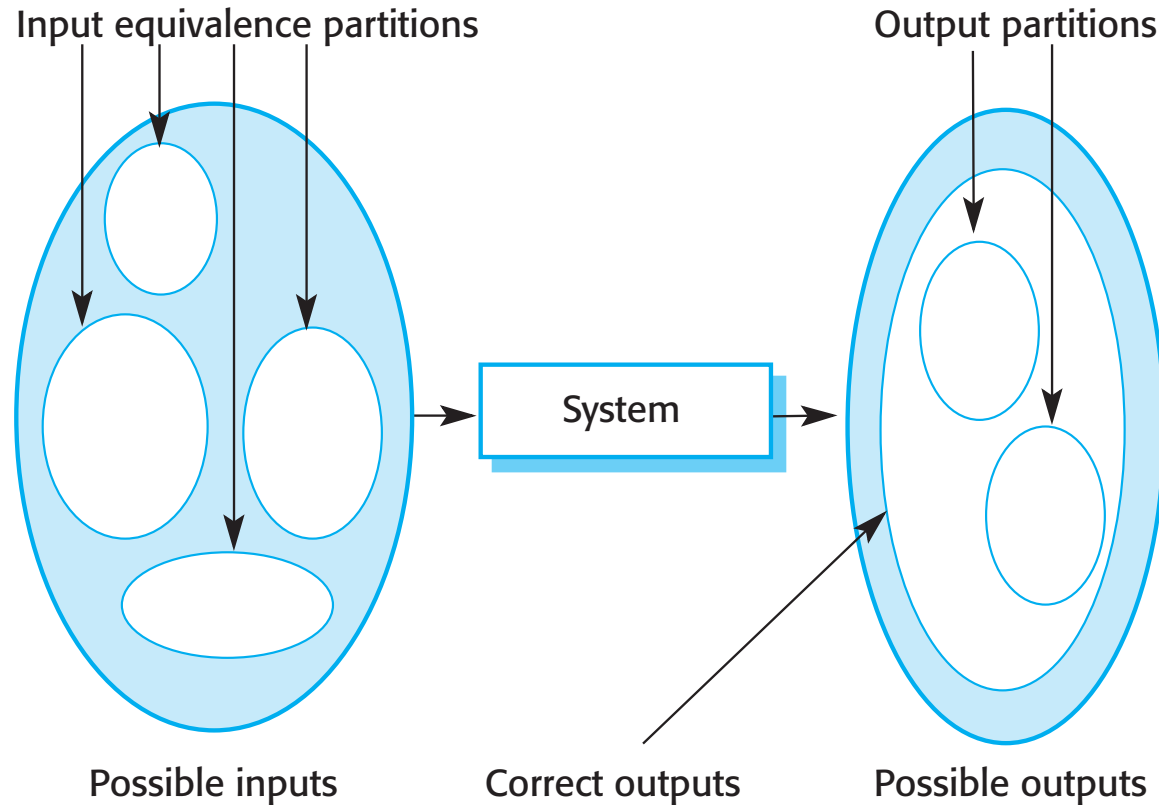 Input equivalence partitions
Output partitions
System
Possible inputs
Correct outputs
Possible outputs